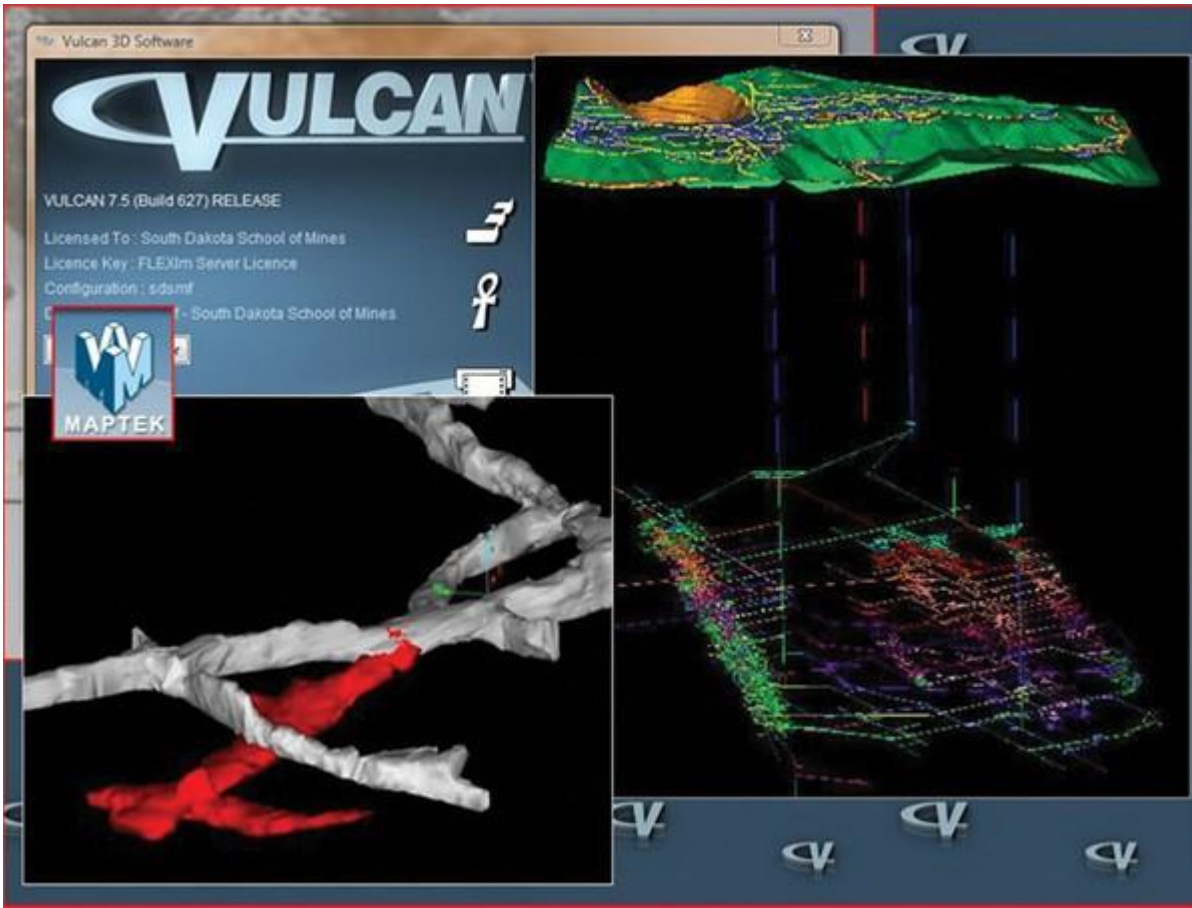 Vulcan 3D Software
VULCAN
VULCAN 7.5 (Build 627) RELEASE
Licensed To : South Dakota School of Mines
Licence Key : FLEXlm Server Licence
Configuration : sdsmf
- South Dakota School of Mines
MAPTEK